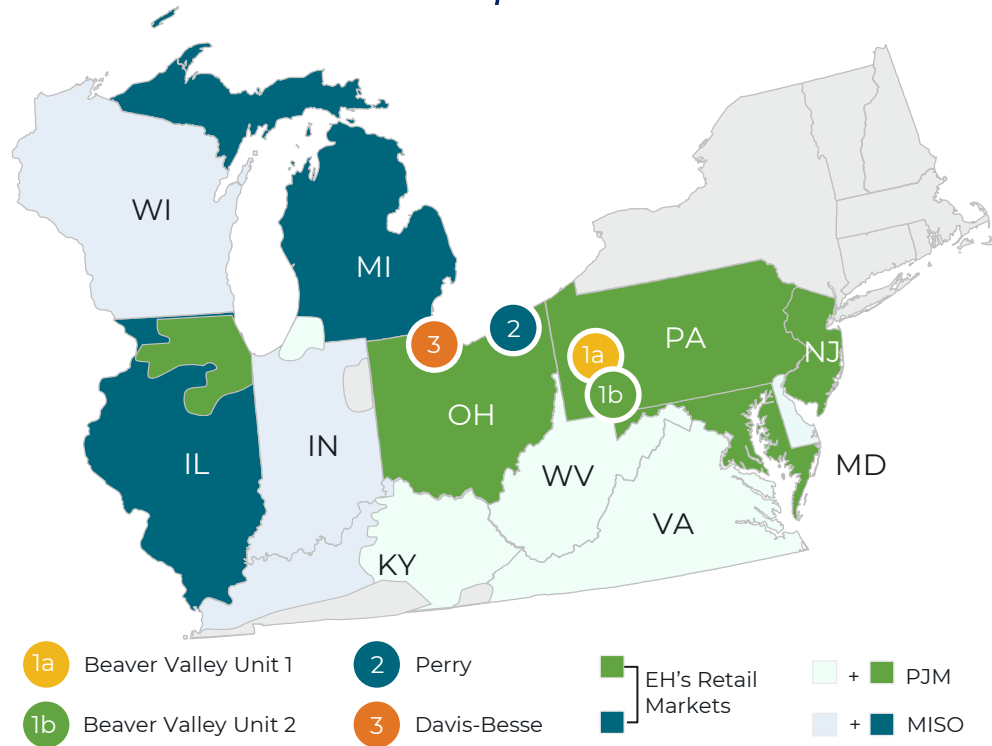 WI
MI
2
3
PA
1a
NJ
1b
OH
IN
IL
MD
WV
VA
KY
1a Beaver Valley Unit 1
2 Perry
1b Beaver Valley Unit 2
3 Davis-Besse
EH's Retail
Markets
+ PJM
+ MISO